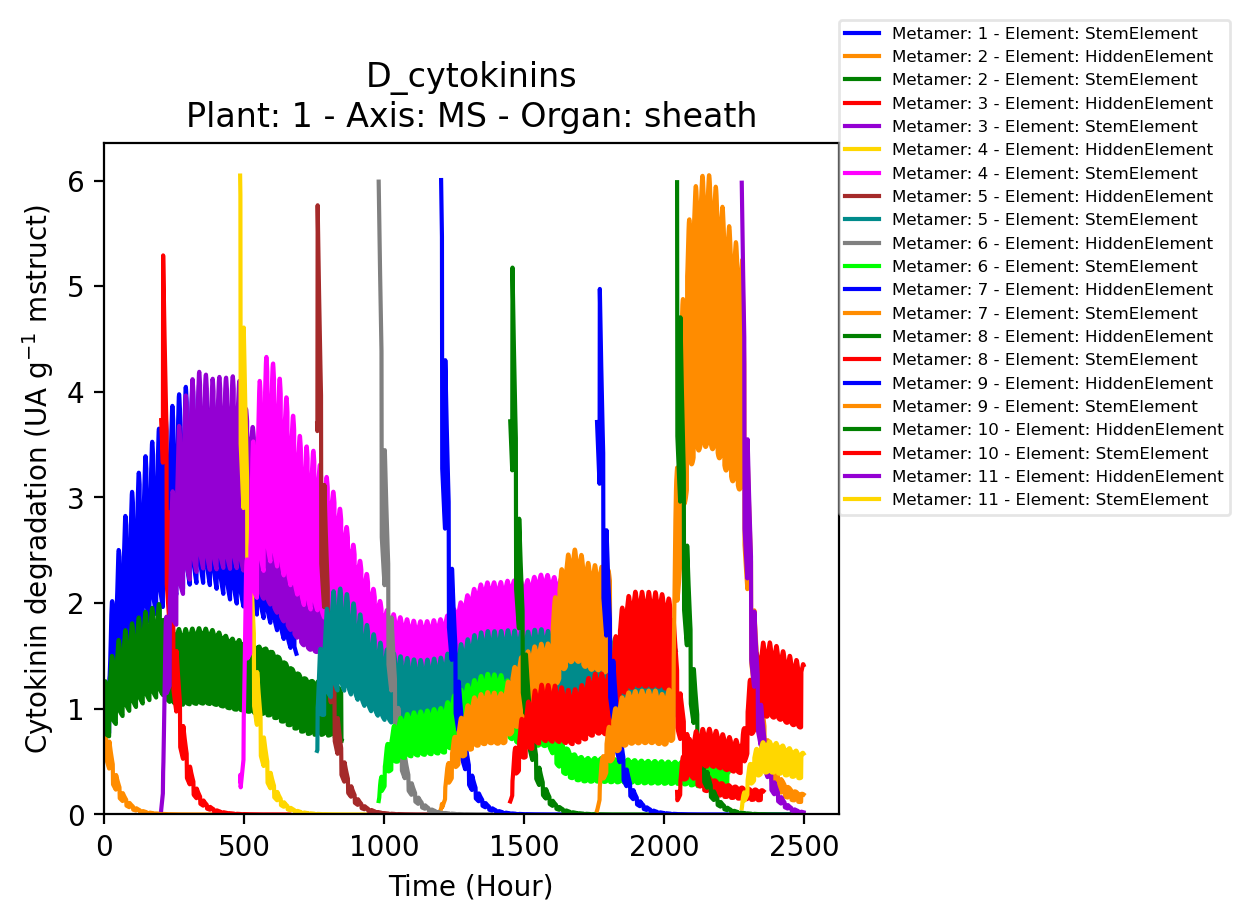 D_cytokinins
Plant: 1 - Axis: MS - Organ: sheath
Cytokinin degradation (UA g⁻¹ mstruct)
6
5
4
3
2
1
0
0 500 1000 1500 2000 2500
Time (Hour)
Metamer: 1 - Element: StemElement
Metamer: 2 - Element: HiddenElement
Metamer: 2 - Element: StemElement
Metamer: 3 - Element: HiddenElement
Metamer: 3 - Element: StemElement
Metamer: 4 - Element: HiddenElement
Metamer: 4 - Element: StemElement
Metamer: 5 - Element: HiddenElement
Metamer: 5 - Element: StemElement
Metamer: 6 - Element: HiddenElement
Metamer: 6 - Element: StemElement
Metamer: 7 - Element: HiddenElement
Metamer: 7 - Element: StemElement
Metamer: 8 - Element: HiddenElement
Metamer: 8 - Element: StemElement
Metamer: 9 - Element: HiddenElement
Metamer: 9 - Element: StemElement
Metamer: 10 - Element: HiddenElement
Metamer: 10 - Element: StemElement
Metamer: 11 - Element: HiddenElement
Metamer: 11 - Element: StemElement